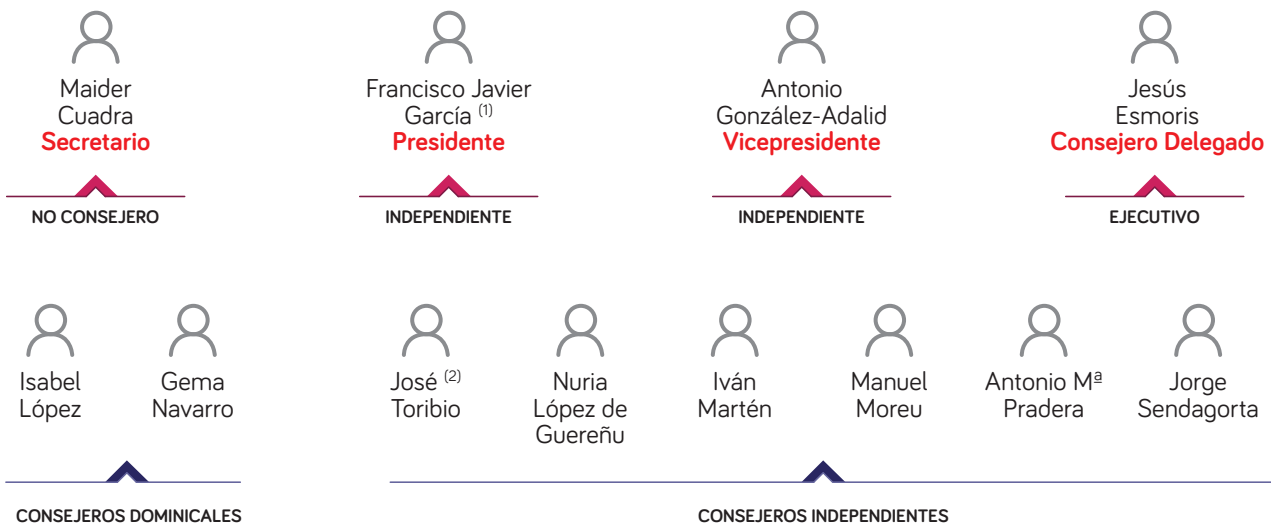 Maider
Cuadra
Secretario
NO CONSEJERO
Francisco Javier
García (1)
Presidente
INDEPENDIENTE
Antonio
González-Adalid
Vicepresidente
INDEPENDIENTE
Jesús
Esmoris
Consejero Delegado
EJECUTIVO
Isabel
López
Gema
Navarro
CONSEJEROS DOMINICALES
José (2)
Toribio
Nuria
López de
Guereñu
Iván
Martén
Manuel
Moreu
Antonio Mª
Pradera
Jorge
Sendagorta
CONSEJEROS INDEPENDIENTES